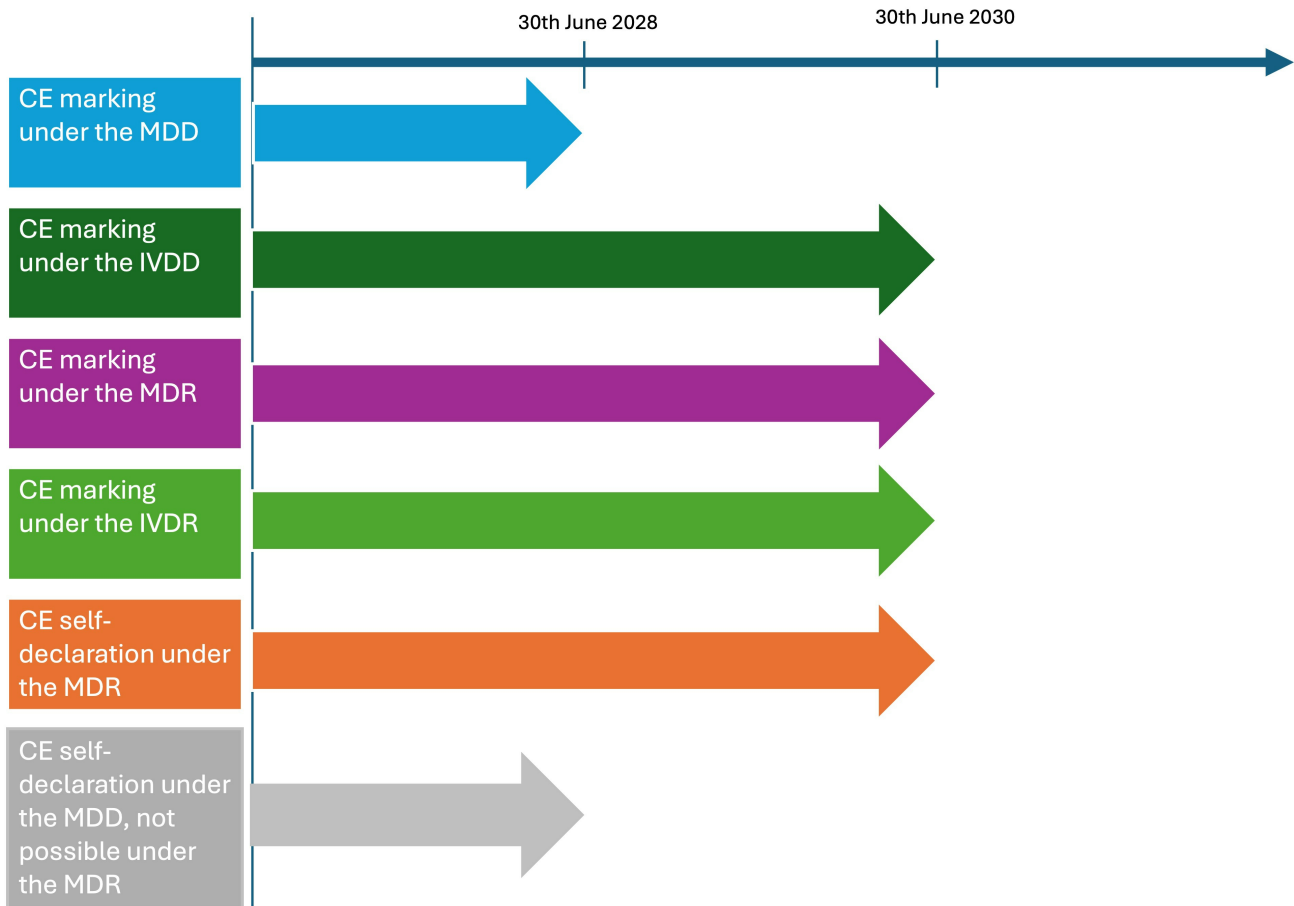 30th June 2028
30th June 2030
CE marking
under the MDD
CE marking
under the IVDD
CE marking
under the MDR
CE marking
under the IVDR
CE self-
declaration under
the MDR
CE self-
declaration under
the MDD, not
possible under
the MDR